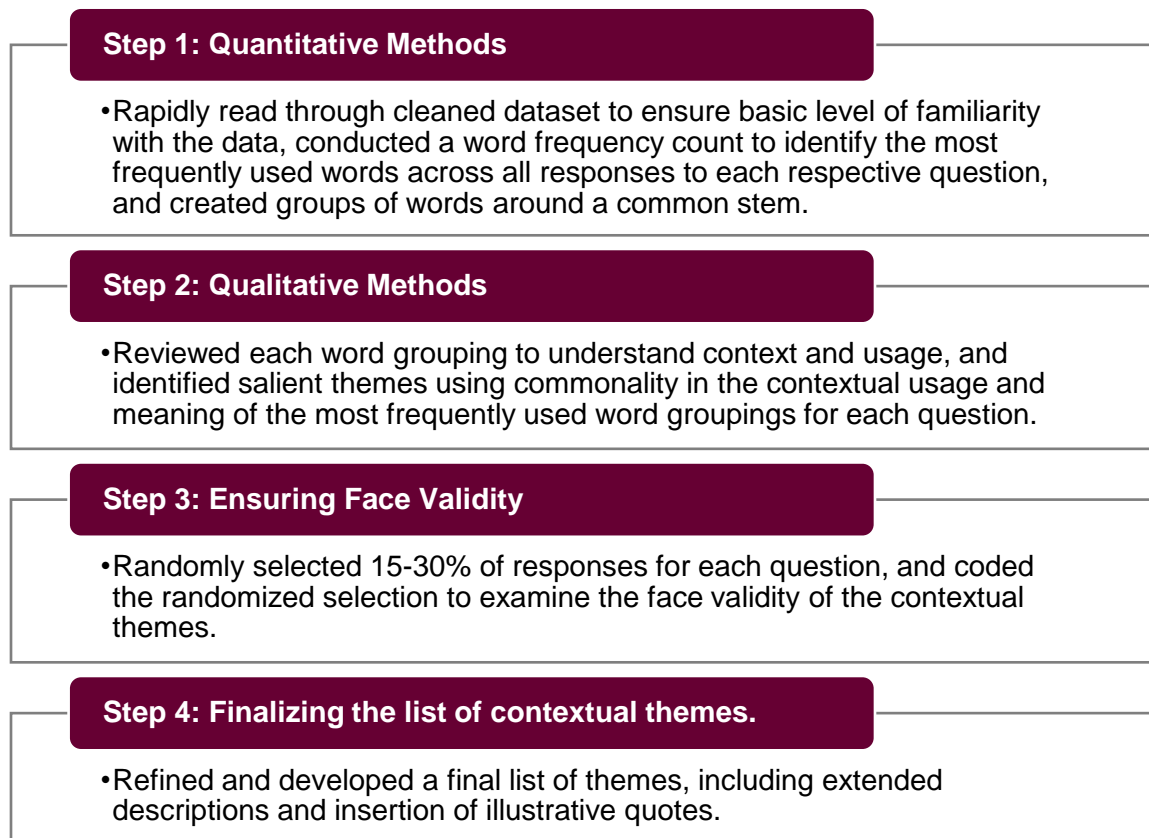 Step 1: Quantitative Methods
•Rapidly read through cleaned dataset to ensure basic level of familiarity
with the data, conducted a word frequency count to identify the most
frequently used words across all responses to each respective question,
and created groups of words around a common stem.
Step 2: Qualitative Methods
•Reviewed each word grouping to understand context and usage, and
identified salient themes using commonality in the contextual usage and
meaning of the most frequently used word groupings for each question.
Step 3: Ensuring Face Validity
•Randomly selected 15-30% of responses for each question, and coded
the randomized selection to examine the face validity of the contextual
themes.
Step 4: Finalizing the list of contextual themes.
•Refined and developed a final list of themes, including extended
descriptions and insertion of illustrative quotes.